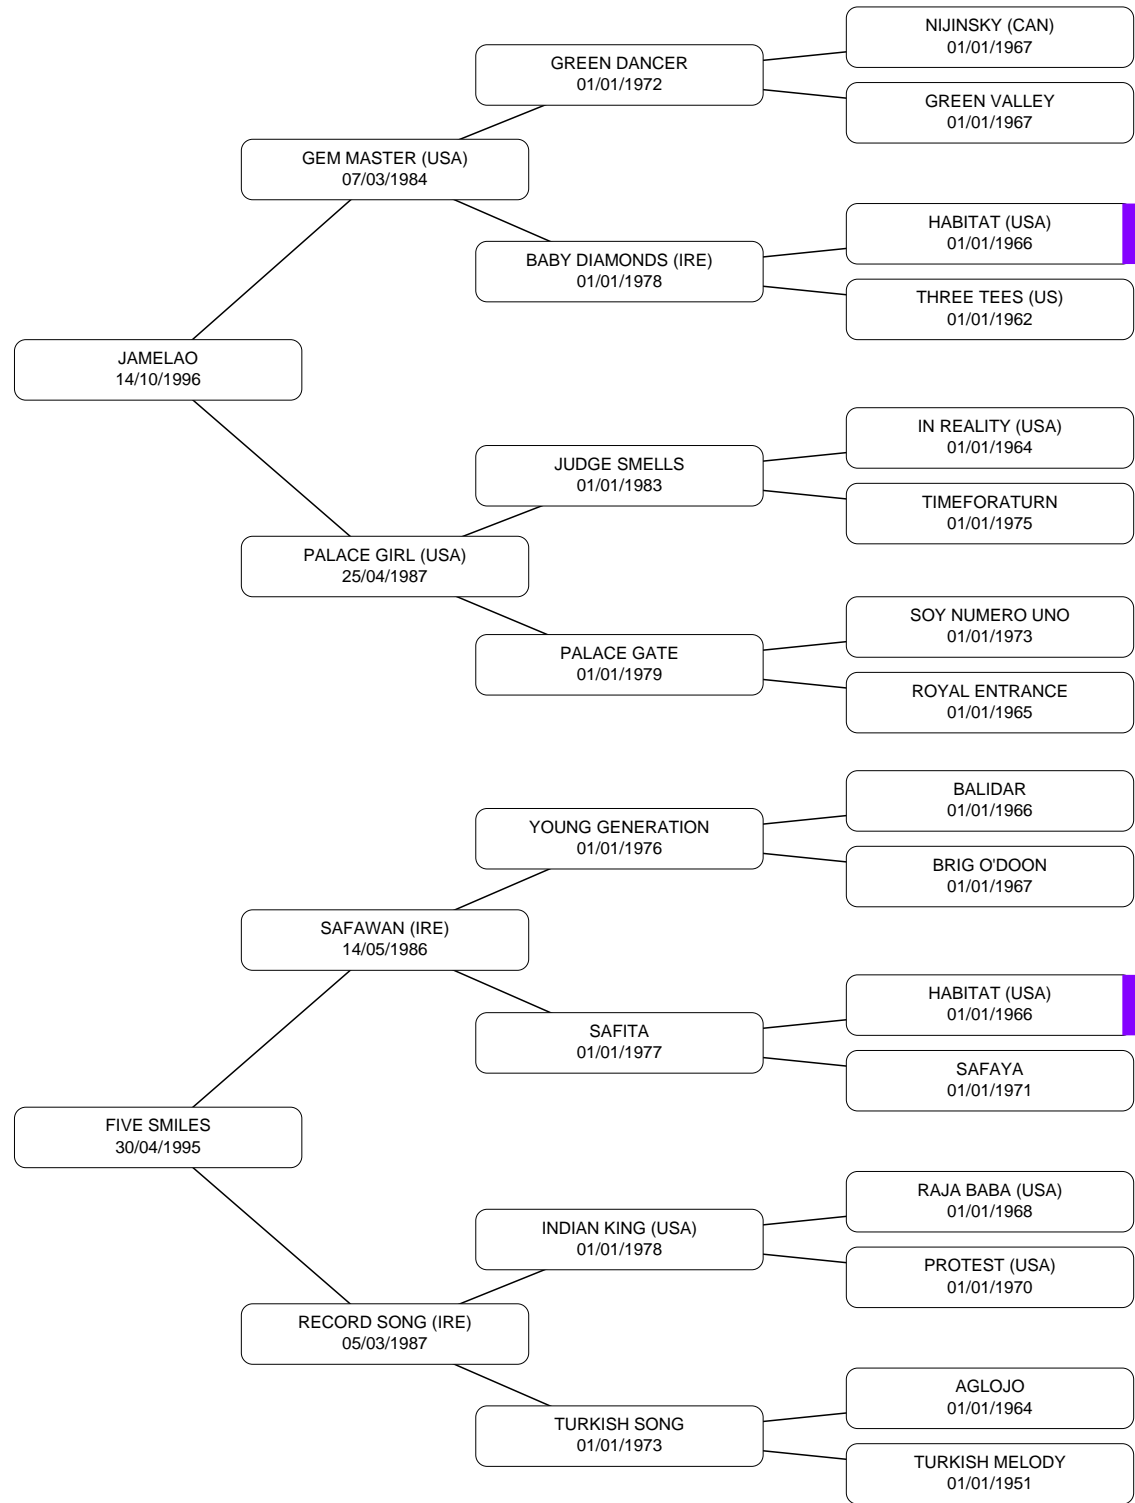 NIJINSKY (CAN)
01/01/1967
GREEN DANCER
01/01/1972
GREEN VALLEY
01/01/1967
GEM MASTER (USA)
07/03/1984
HABITAT (USA)
01/01/1966
BABY DIAMONDS (IRE)
01/01/1978
THREE TEES (US)
01/01/1962
JAMELAO
14/10/1996
IN REALITY (USA)
01/01/1964
JUDGE SMELLS
01/01/1983
TIMEFORATURN
01/01/1975
PALACE GIRL (USA)
25/04/1987
SOY NUMERO UNO
01/01/1973
PALACE GATE
01/01/1979
ROYAL ENTRANCE
01/01/1965
BALIDAR
01/01/1966
YOUNG GENERATION
01/01/1976
BRIG O'DOON
01/01/1967
SAFAWAN (IRE)
14/05/1986
HABITAT (USA)
01/01/1966
SAFITA
01/01/1977
SAFAYA
01/01/1971
FIVE SMILES
30/04/1995
RAJA BABA (USA)
01/01/1968
INDIAN KING (USA)
01/01/1978
PROTEST (USA)
01/01/1970
RECORD SONG (IRE)
05/03/1987
AGLOJO
01/01/1964
TURKISH SONG
01/01/1973
TURKISH MELODY
01/01/1951